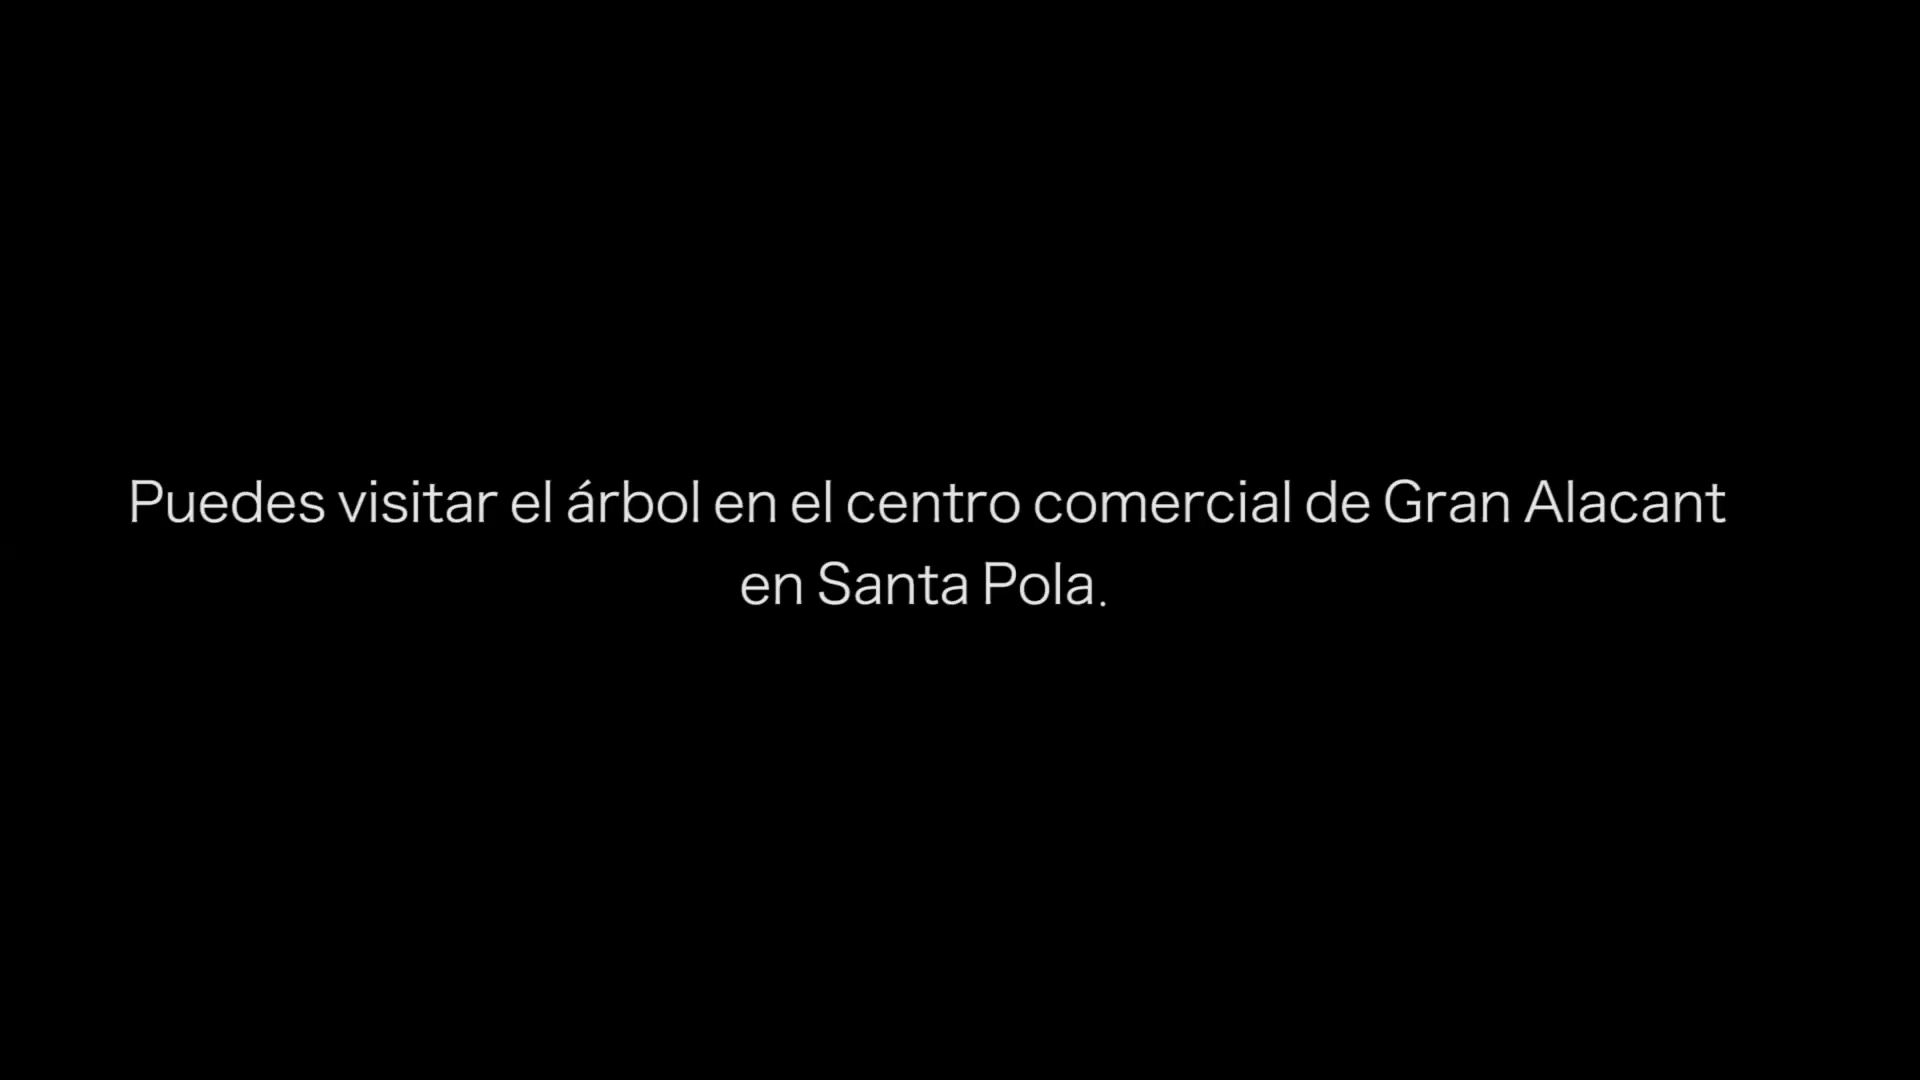 Puedes visitar el árbol en el centro comercial de Gran Alacant
en Santa Pola.